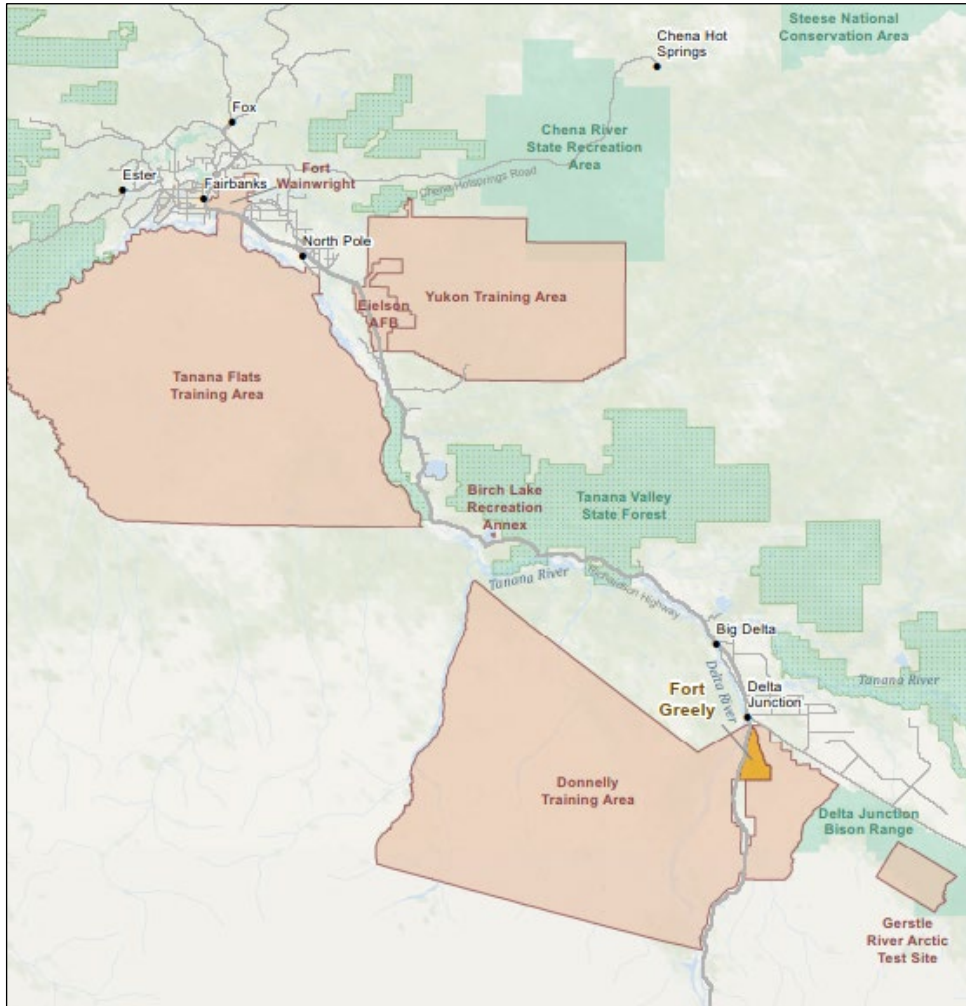 Steese National
Conservation Area
Chena Hot
Springs
Fox
Chena River
State Recreation
Area
Ester
Fort
Wainwright
Chena Hotsprings Road
Fairbanks
North Pole
Yukon Training Area
Eielson
AFB
Tanana Flats
Training Area
Birch Lake
Recreation
Annex
Tanana Valley
State Forest
Tanana River
Richardson Highway
Big Delta
Delta River
Tanana River
Fort
Greely
Delta
Junction
Donnelly
Training Area
Delta Junction
Bison Range
Gerstle
River Arctic
Test Site